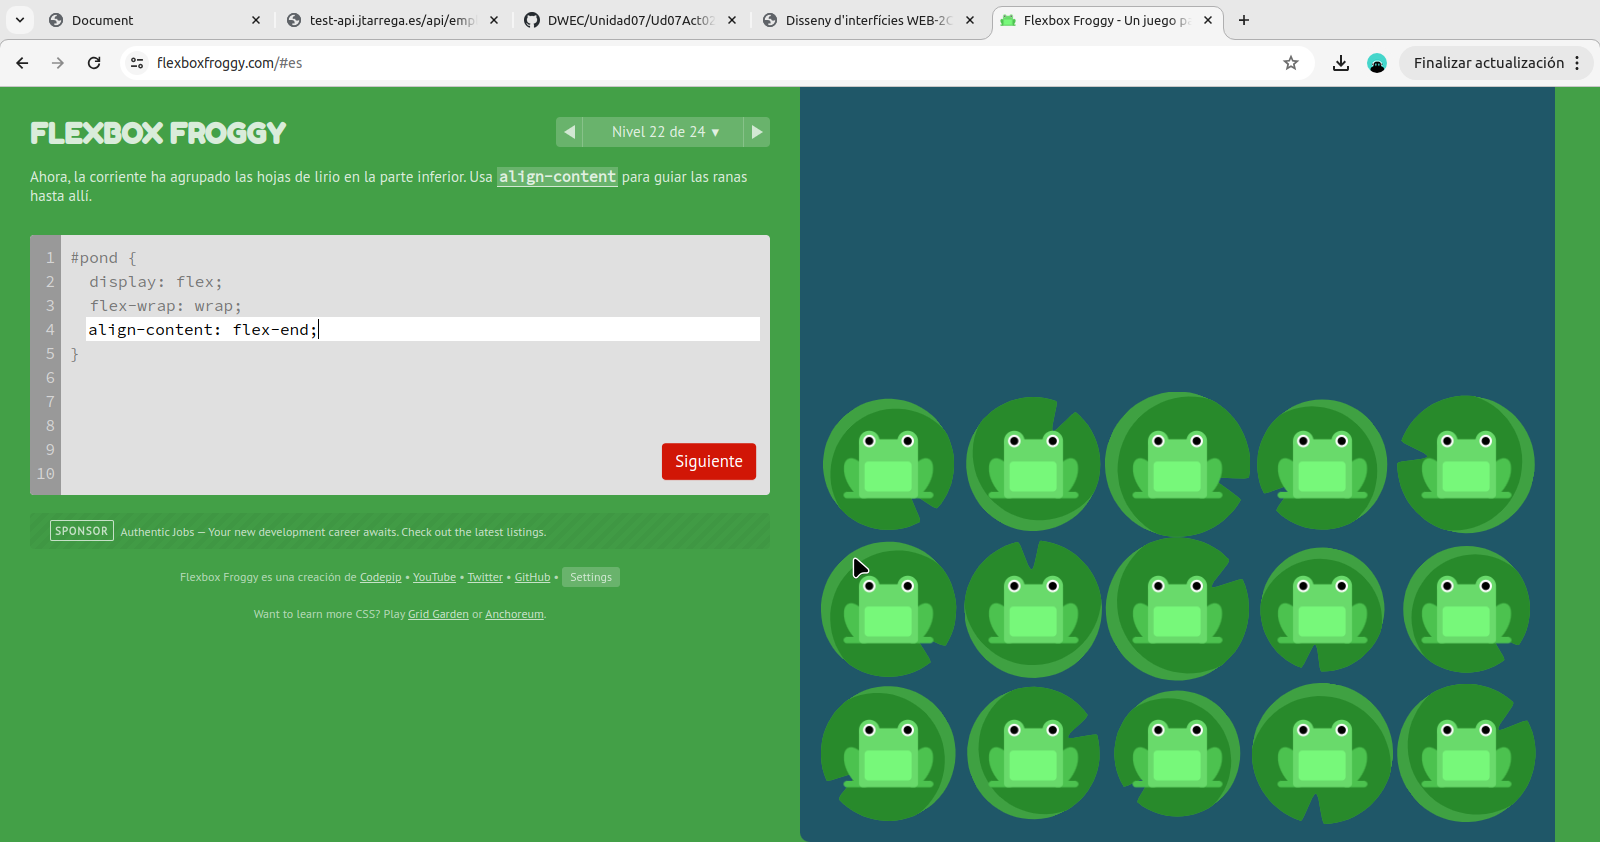 Document
test-api.jtarrega.es/api/emp
DWEC/Unidad07/Ud07Act02
Disseny d'interfícies WEB-2C
Flexbox Froggy - Un juego pa
flexboxfroggy.com/#es
Finalizar actualización
FLEXBOX FROGGY
Nivel 22 de 24 ▾
Ahora, la corriente ha agrupado las hojas de lirio en la parte inferior. Usa align-content para guiar las ranas
hasta allí.
1 #pond {
2 display: flex;
3 flex-wrap: wrap;
4 align-content: flex-end;
5 }
6
7
8
9
10
Siguiente
SPONSOR Authentic Jobs — Your new development career awaits. Check out the latest listings.
Flexbox Froggy es una creación de Codepip • YouTube • Twitter • GitHub • Settings
Want to learn more CSS? Play Grid Garden or Anchoreum.